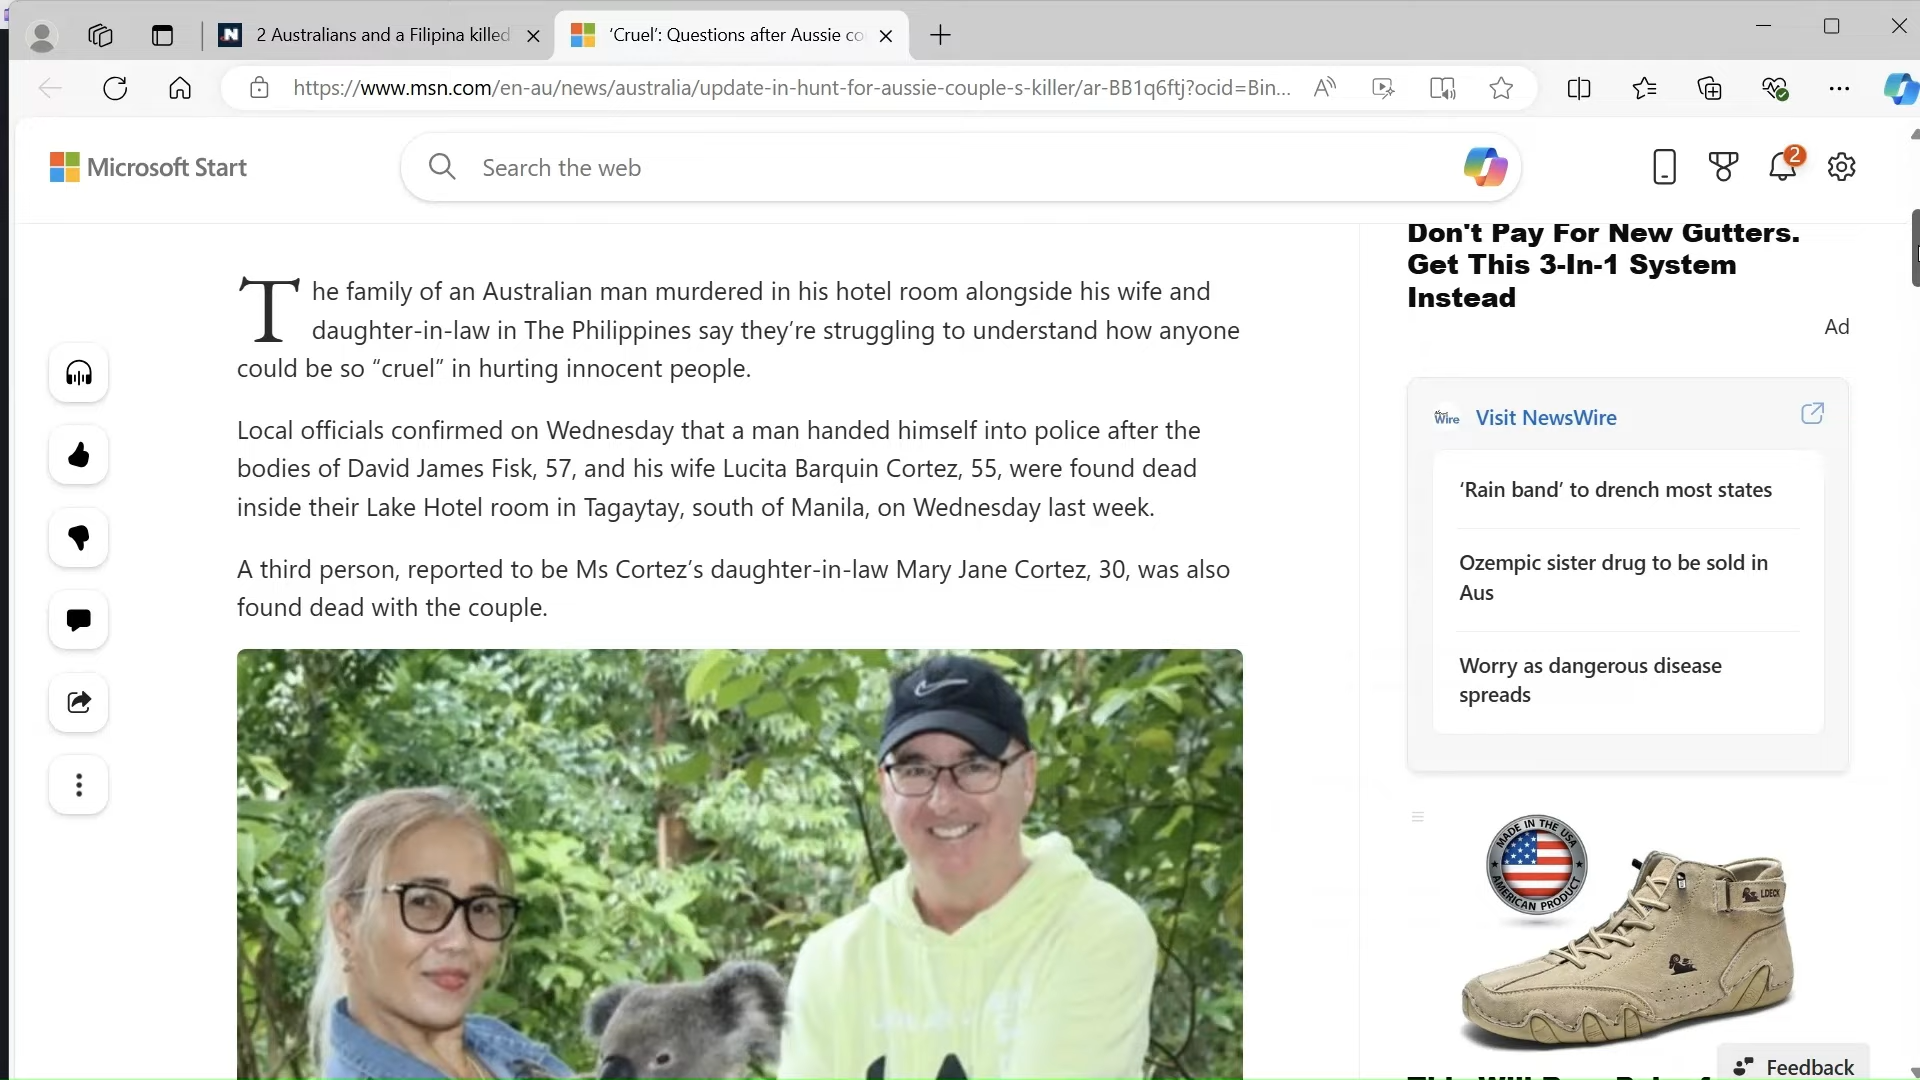 2 Australians and a Filipina killed
'Cruel': Questions after Aussie co
https://www.msn.com/en-au/news/australia/update-in-hunt-for-aussie-couple-s-killer/ar-BB1q6ftj?ocid=Bin...
Microsoft Start
Search the web
2
The family of an Australian man murdered in his hotel room alongside his wife and
daughter-in-law in The Philippines say they’re struggling to understand how anyone
could be so “cruel” in hurting innocent people.
Local officials confirmed on Wednesday that a man handed himself into police after the
bodies of David James Fisk, 57, and his wife Lucita Barquin Cortez, 55, were found dead
inside their Lake Hotel room in Tagaytay, south of Manila, on Wednesday last week.
A third person, reported to be Ms Cortez’s daughter-in-law Mary Jane Cortez, 30, was also
found dead with the couple.
Don't Pay For New Gutters.
Get This 3-In-1 System
Instead
Ad
Wire Visit NewsWire
‘Rain band’ to drench most states
Ozempic sister drug to be sold in
Aus
Worry as dangerous disease
spreads
MADE IN THE USA
AMERICAN PRODUCT
LDECK
Feedback